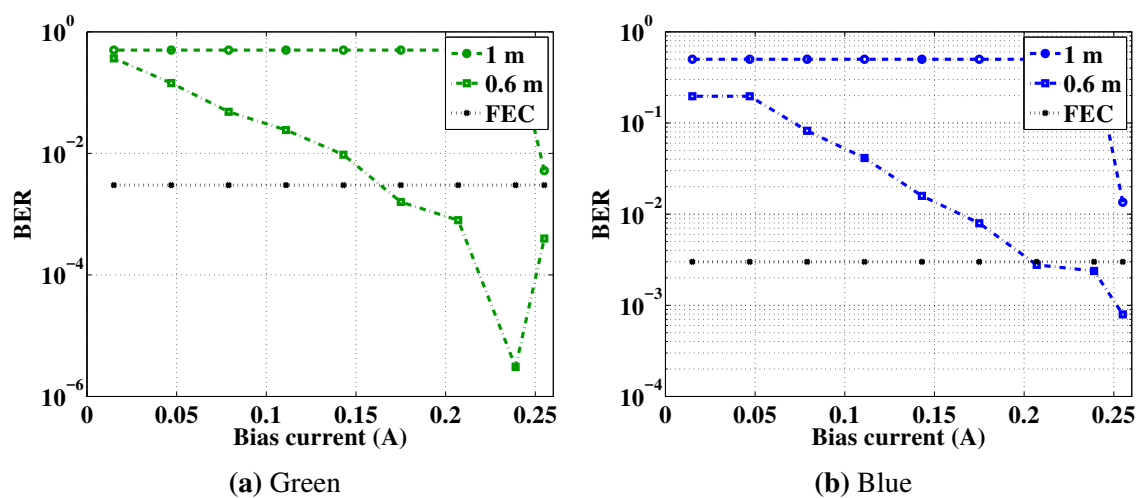 10^0
10^-2
10^-4
10^-6
BER
0 0.05 0.1 0.15 0.2 0.25
Bias current (A)
1 m
0.6 m
FEC
(a) Green
10^0
10^-1
10^-2
10^-3
10^-4
BER
0 0.05 0.1 0.15 0.2 0.25
Bias current (A)
1 m
0.6 m
FEC
(b) Blue